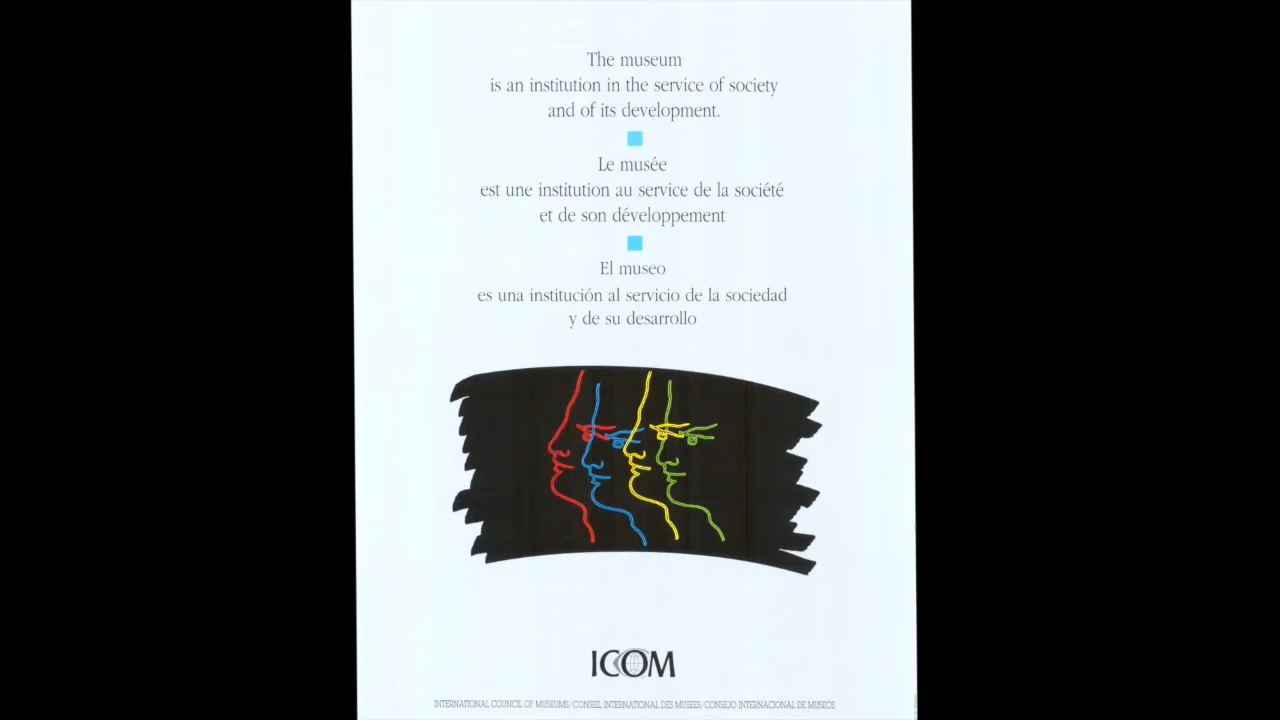 The museum
is an institution in the service of society
and of its development.
Le musée
est une institution au service de la société
et de son développement
El museo
es una institución al servicio de la sociedad
y de su desarrollo
ICOM
INTERNATIONAL COUNCIL OF MUSEUMS/CONSEIL INTERNATIONAL DES MUSEES/CONSEJO INTERNACIONAL DE MUSEOS